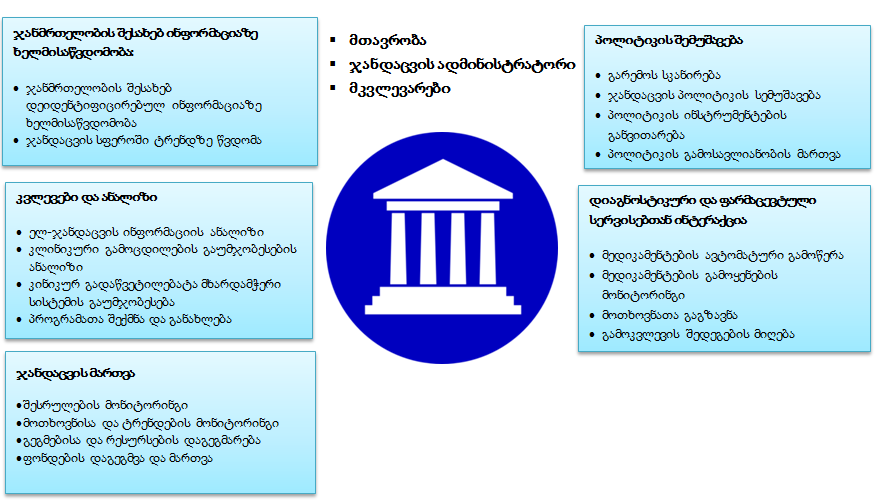 ჯანმრთელობის შესახებ ინფორმაციაზე
ხელმისაწვდომობა:
• ჯანმრთელობის შესახებ
დეიდენტიფიცირებულ ინფორმაციაზე
ხელმისაწვდომობა
• ჯანდაცვის სფეროში ტრენდზე წვდომა
კვლევები და ანალიზი
• ელ-ჯანდაცვის ინფორმაციის ანალიზი
• კლინიკური გამოცდილების გაუმჯობესების
ანალიზი
• კინიკურ გადაწვეტილებათა მხარდამჭერი
სისტემის გაუმჯობესება
• პროგრამათა შექმნა და განახლება
ჯანდაცვის მართვა
•შესრულების მონიტორინგი
•მოთხოვნისა და ტრენდების მონიტორინგი
•გეგმებისა და რესურსების დაგეგმარება
•ფონდების დაგეგმვა და მართვა
▪ მთავრობა
▪ ჯანდაცვის ადმინისტრატორი
▪ მკვლევარები
პოლიტიკის შემუშავება
• გარემოს სკანირება
• ჯანდაცვის პოლიტიკის სემუშავება
• პოლიტიკის ინსტრუმენტების
განვითარება
• პოლიტიკის გამოსავლიანობის მართვა
დიაგნოსტიკური და ფარმაცევტული
სერვისებთან ინტერაქცია
• მედიკამენტების ავტომატური გამოწერა
• მედიკამენტების გამოყენების
მონიტორინგი
• მოთხოვნათა გაგზავნა
• გამოკვლევის შედეგების მიღება